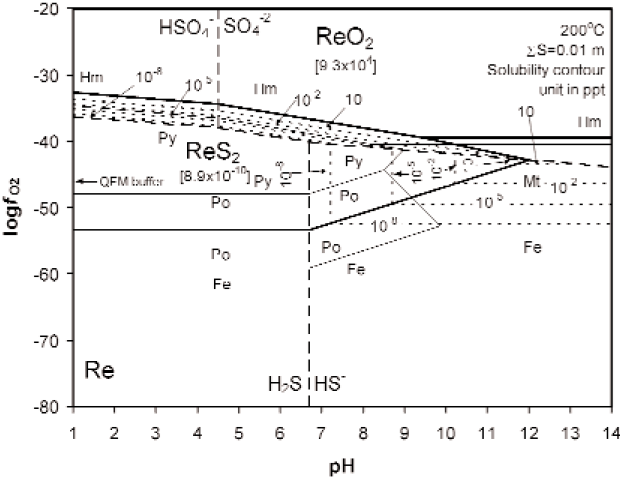 -20
-30
-40
-50
-60
-70
-80
logfO2
HSO4- SO4-2
ReO2
[9.3x10^4]
200°C
ΣS=0.01 m
Solubility contour
unit in ppt
Hm
10^-8
10^-5
Hm
10^-2
10
10
Hm
Py
ReS2
[8.9x10^-10]
Py
10^-8
Py
10^-5
10^-2
QFM buffer
Po
Po
Mt
10^-2
10^-5
10^-8
Po
Po
Fe
Fe
Fe
Re
H2S HS-
1 2 3 4 5 6 7 8 9 10 11 12 13 14
pH